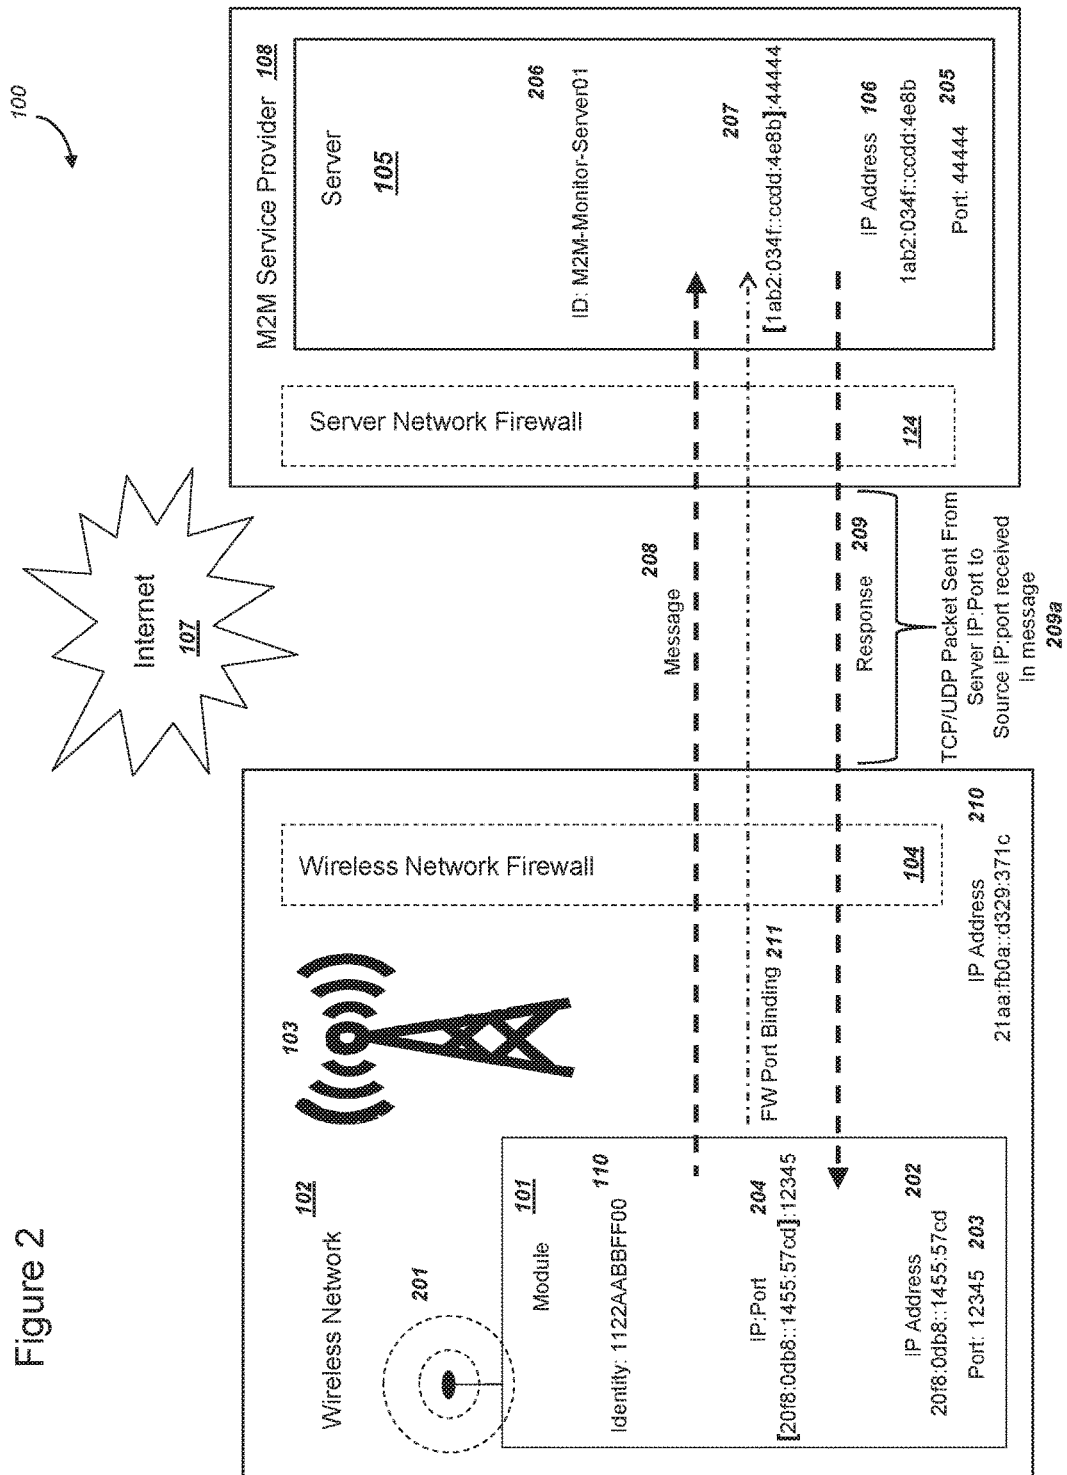 Figure 2
100
Wireless Network
102
103
201
Module
101
Identity: 1122AABBFF00
110
IP:Port
204
[20f8:0db8::1455:57cd]:12345
IP Address
202
20f8:0db8::1455:57cd
Port: 12345
203
Wireless Network Firewall
104
FW Port Binding 211
IP Address
210
21aa:fb0a::d329:371c
Internet
107
Message
208
Response
209
TCP/UDP Packet Sent From
Server IP:Port to
Source IP:port received
In message
209a
M2M Service Provider
108
Server Network Firewall
124
Server
105
206
ID: M2M-Monitor-Server01
207
[1ab2:034f::ccdd:4e8b]:44444
IP Address
106
1ab2:034f::ccdd:4e8b
205
Port: 44444